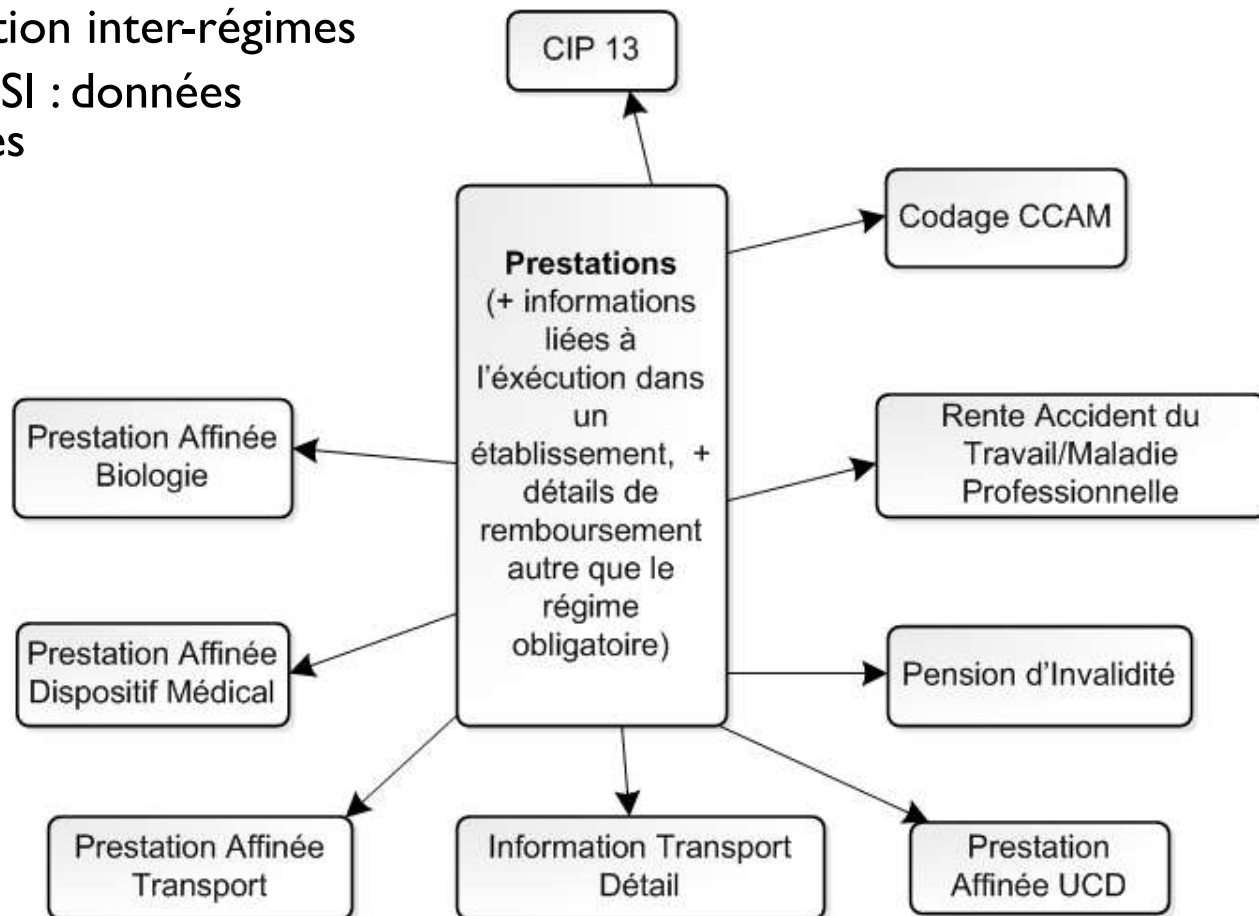 tion inter-régimes
SI : données
es
CIP 13
Codage CCAM
Prestations
(+ informations
liées à
l'éxécution dans
un
établissement, +
détails de
remboursement
autre que le
régime
obligatoire)
Rente Accident du
Travail/Maladie
Professionnelle
Prestation Affinée
Biologie
Prestation Affinée
Dispositif Médical
Pension d'Invalidité
Prestation Affinée
Transport
Information Transport
Détail
Prestation
Affinée UCD